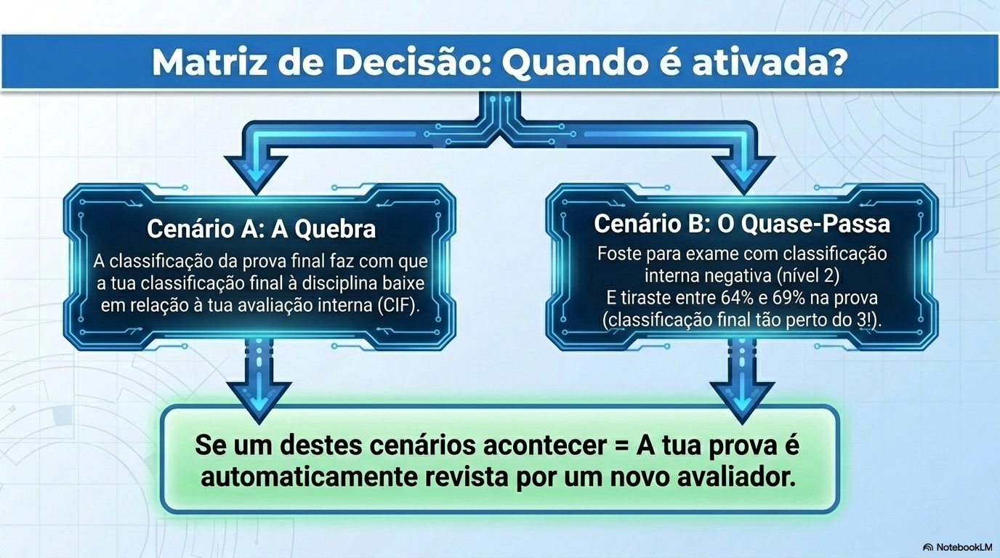 Matriz de Decisão: Quando é ativada?
Cenário A: A Quebra
A classificação da prova final faz com que
a tua classificação final à disciplina baixe
em relação à tua avaliação interna (CIF).
Cenário B: O Quase-Passa
Foste para exame com classificação
interna negativa (nível 2)
E tiraste entre 64% e 69% na prova
(classificação final tão perto do 3!).
Se um destes cenários acontecer = A tua prova é
automaticamente revista por um novo avaliador.
NotebookLM